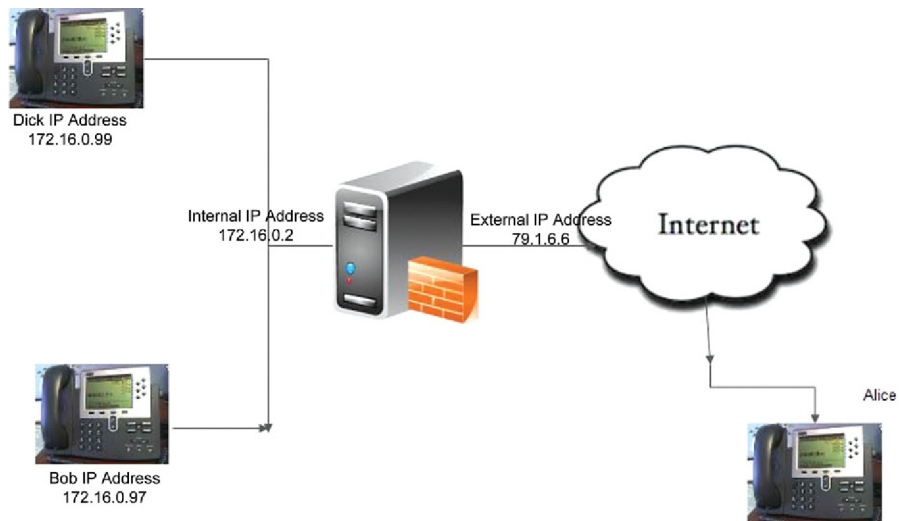 Dick IP Address
172.16.0.99
Internal IP Address
172.16.0.2
External IP Address
79.1.6.6
Internet
Alice
Bob IP Address
172.16.0.97